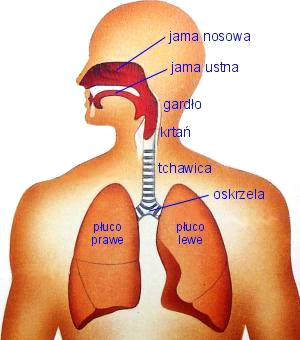 jama nosowa
jama ustna
gardło
krtań
tchawica
oskrzela
płuco
prawe
płuco
lewe